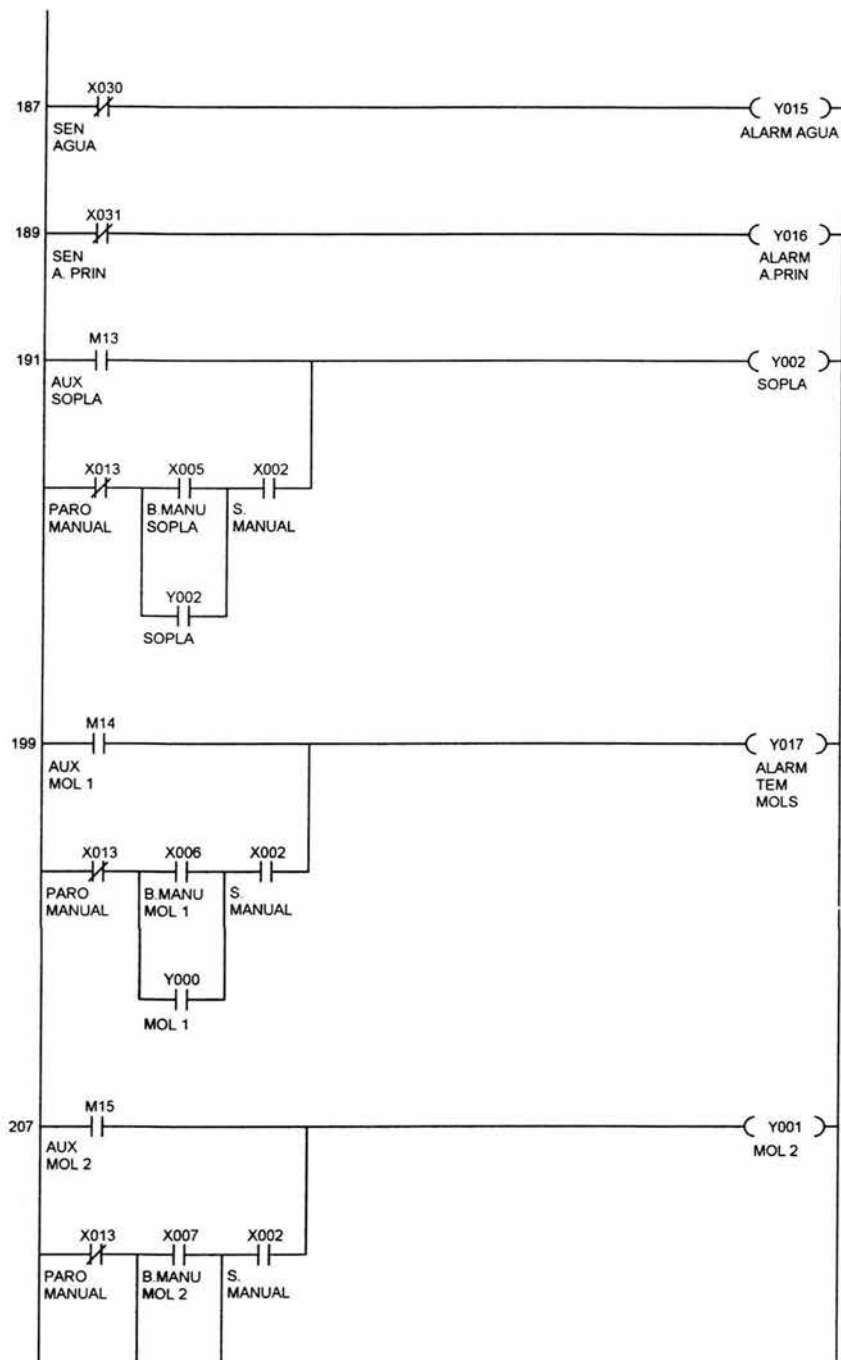 X030
187
Y015
SEN
AGUA
ALARM AGUA
X031
189
Y016
SEN
A. PRIN
ALARM
A.PRIN
M13
191
Y002
AUX
SOPLA
SOPLA
X013 X005 X002
PARO
MANUAL
B.MANU
SOPLA
S.
MANUAL
Y002
SOPLA
M14
199
Y017
AUX
MOL 1
ALARM
TEM
MOLS
X013 X006 X002
PARO
MANUAL
B.MANU
MOL 1
S.
MANUAL
Y000
MOL 1
M15
207
Y001
AUX
MOL 2
MOL 2
X013 X007 X002
PARO
MANUAL
B.MANU
MOL 2
S.
MANUAL